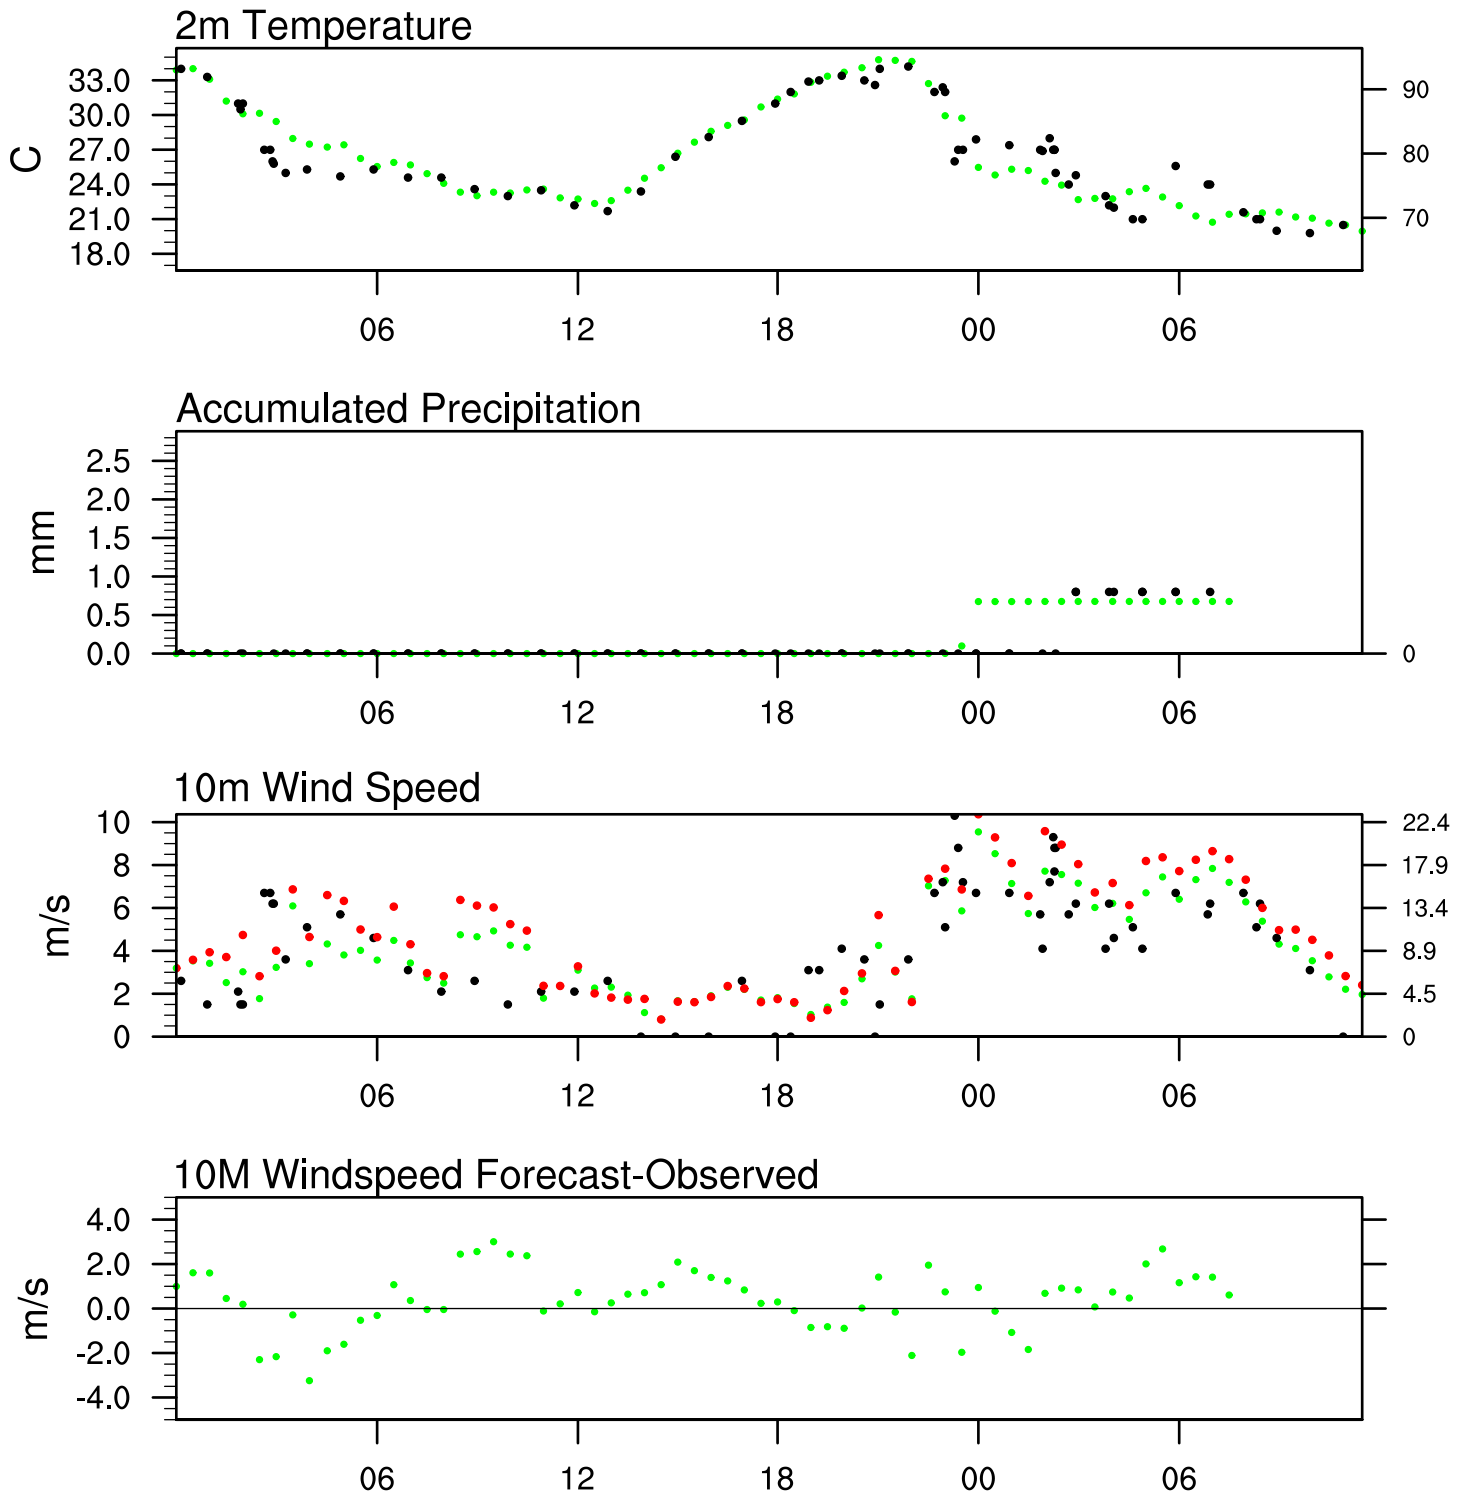 2m Temperature
33.0
30.0
27.0
24.0
21.0
18.0
C
90
80
70
06 12 18 00 06
Accumulated Precipitation
2.5
2.0
1.5
1.0
0.5
0.0
mm
0
06 12 18 00 06
10m Wind Speed
10
8
6
4
2
0
m/s
22.4
17.9
13.4
8.9
4.5
0
06 12 18 00 06
10M Windspeed Forecast-Observed
4.0
2.0
0.0
-2.0
-4.0
m/s
06 12 18 00 06